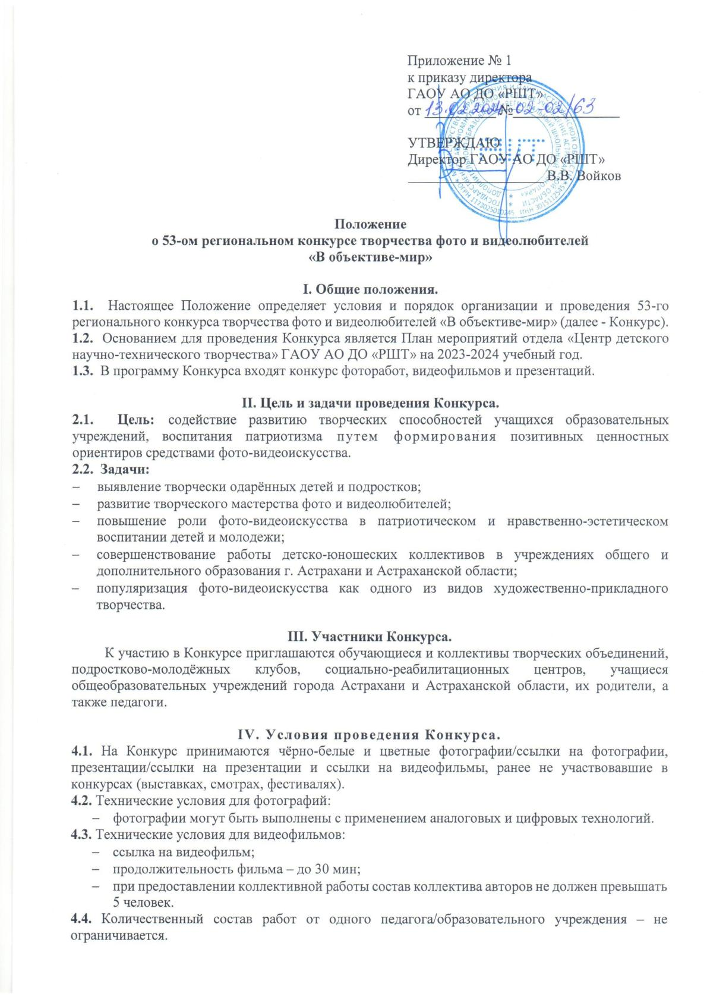 Приложение № 1
к приказу директора
ГАОУ АО ДО «РШТ»
от 13.02.2024 № 02-02/63
УТВЕРЖДАЮ
Директор ГАОУ АО ДО «РШТ»
В.В. Войков
ОГРН 1173025010245 ИНН 3015112545
Положение
о 53-ом региональном конкурсе творчества фото и видеолюбителей
«В объективе-мир»
I. Общие положения.
1.1. Настоящее Положение определяет условия и порядок организации и проведения 53-го
регионального конкурса творчества фото и видеолюбителей «В объективе-мир» (далее - Конкурс).
1.2. Основанием для проведения Конкурса является План мероприятий отдела «Центр детского
научно-технического творчества» ГАОУ АО ДО «РШТ» на 2023-2024 учебный год.
1.3. В программу Конкурса входят конкурс фоторабот, видеофильмов и презентаций.
II. Цель и задачи проведения Конкурса.
2.1. Цель: содействие развитию творческих способностей учащихся образовательных
учреждений, воспитания патриотизма путем формирования позитивных ценностных
ориентиров средствами фото-видеоискусства.
2.2. Задачи:
– выявление творчески одарённых детей и подростков;
– развитие творческого мастерства фото и видеолюбителей;
– повышение роли фото-видеоискусства в патриотическом и нравственно-эстетическом
воспитании детей и молодежи;
– совершенствование работы детско-юношеских коллективов в учреждениях общего и
дополнительного образования г. Астрахани и Астраханской области;
– популяризация фото-видеоискусства как одного из видов художественно-прикладного
творчества.
III. Участники Конкурса.
К участию в Конкурсе приглашаются обучающиеся и коллективы творческих объединений,
подростково-молодёжных клубов, социально-реабилитационных центров, учащиеся
общеобразовательных учреждений города Астрахани и Астраханской области, их родители, а
также педагоги.
IV. Условия проведения Конкурса.
4.1. На Конкурс принимаются чёрно-белые и цветные фотографии/ссылки на фотографии,
презентации/ссылки на презентации и ссылки на видеофильмы, ранее не участвовавшие в
конкурсах (выставках, смотрах, фестивалях).
4.2. Технические условия для фотографий:
– фотографии могут быть выполнены с применением аналоговых и цифровых технологий.
4.3. Технические условия для видеофильмов:
– ссылка на видеофильм;
– продолжительность фильма – до 30 мин;
– при предоставлении коллективной работы состав коллектива авторов не должен превышать
5 человек.
4.4. Количественный состав работ от одного педагога/образовательного учреждения – не
ограничивается.